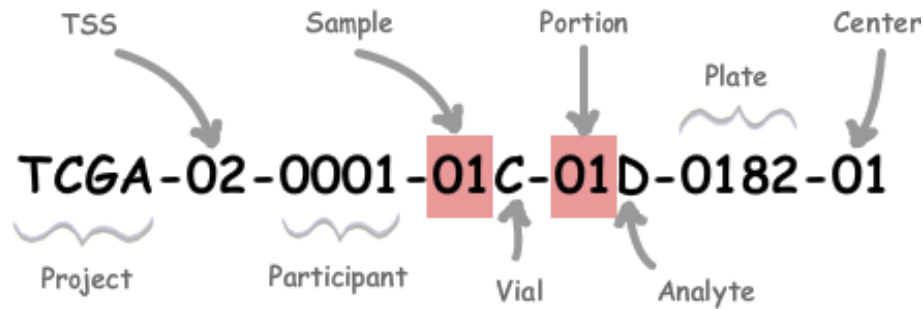 TSS Sample Portion Center
Plate
TCGA-02-0001-01C-01D-0182-01
Project Participant Vial Analyte